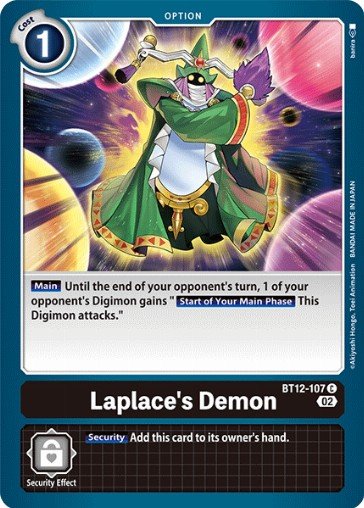 OPTION
Cost
1
banira
Main Until the end of your opponent's turn, 1 of your
opponent's Digimon gains " Start of Your Main Phase This
Digimon attacks."
©Akiyoshi Hongo, Toei Animation BANDAI MADE IN JAPAN
BT12-107 C
Laplace's Demon
02
Security Add this card to its owner's hand.
Security Effect